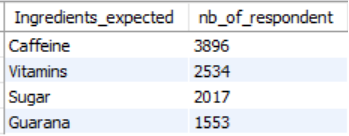 Ingredients_expected nb_of_respondent
Caffeine 3896
Vitamins 2534
Sugar 2017
Guarana 1553